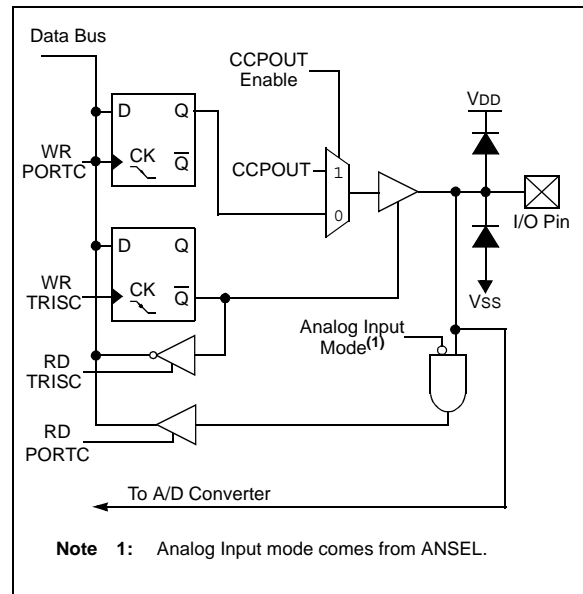 Data Bus
CCPOUT
Enable
VDD
D Q
WR
PORTC
CK
Q
CCPOUT
1
0
I/O Pin
D Q
WR
TRISC
CK
Q
VSS
Analog Input
Mode(1)
RD
TRISC
RD
PORTC
To A/D Converter
Note 1: Analog Input mode comes from ANSEL.